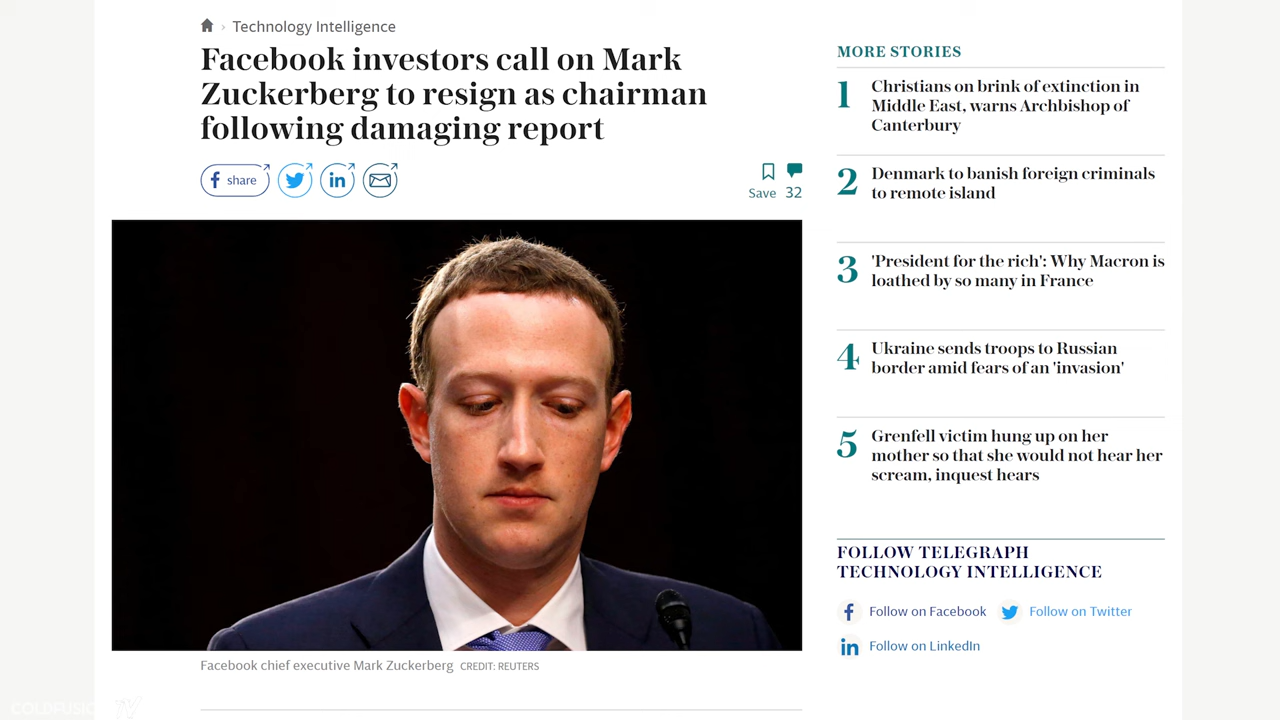 Technology Intelligence
Facebook investors call on Mark
Zuckerberg to resign as chairman
following damaging report
share
in
Save 32
Facebook chief executive Mark Zuckerberg CREDIT: REUTERS
MORE STORIES
1 Christians on brink of extinction in
Middle East, warns Archbishop of
Canterbury
2 Denmark to banish foreign criminals
to remote island
3 'President for the rich': Why Macron is
loathed by so many in France
4 Ukraine sends troops to Russian
border amid fears of an 'invasion'
5 Grenfell victim hung up on her
mother so that she would not hear her
scream, inquest hears
FOLLOW TELEGRAPH
TECHNOLOGY INTELLIGENCE
Follow on Facebook Follow on Twitter
in Follow on LinkedIn
COLDFUSION TV